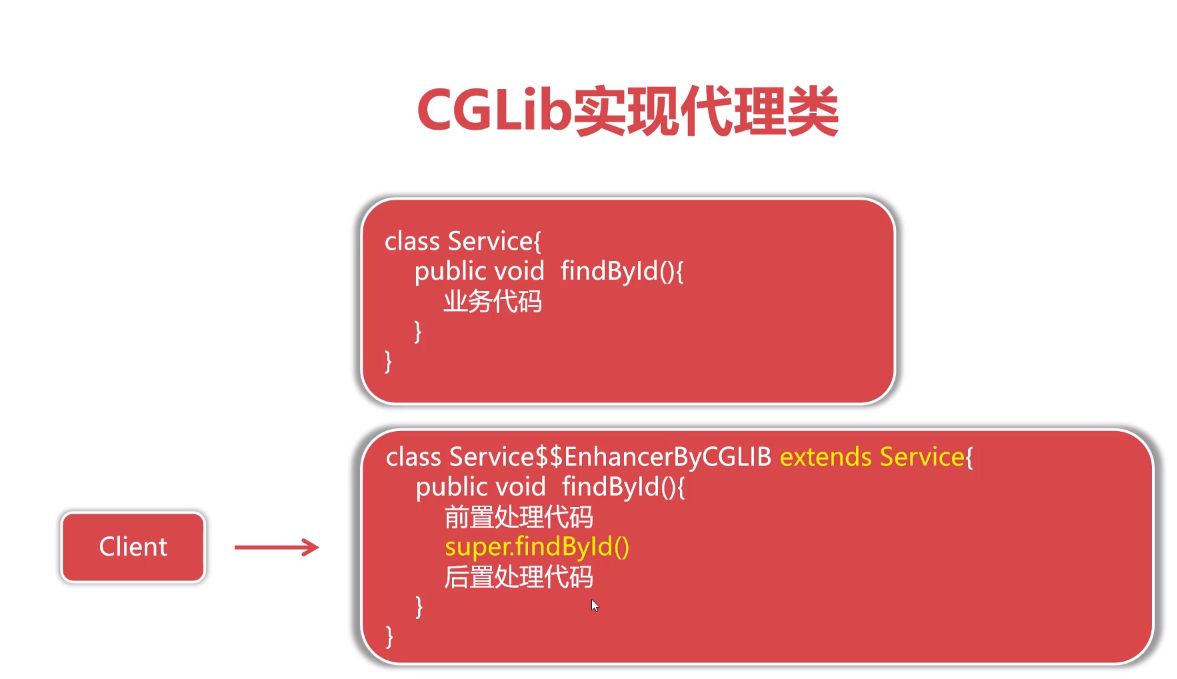 CGLib实现代理类
class Service{
public void findById(){
业务代码
}
}
class Service$$EnhancerByCGLIB extends Service{
public void findById(){
前置处理代码
super.findById()
后置处理代码
}
}
Client